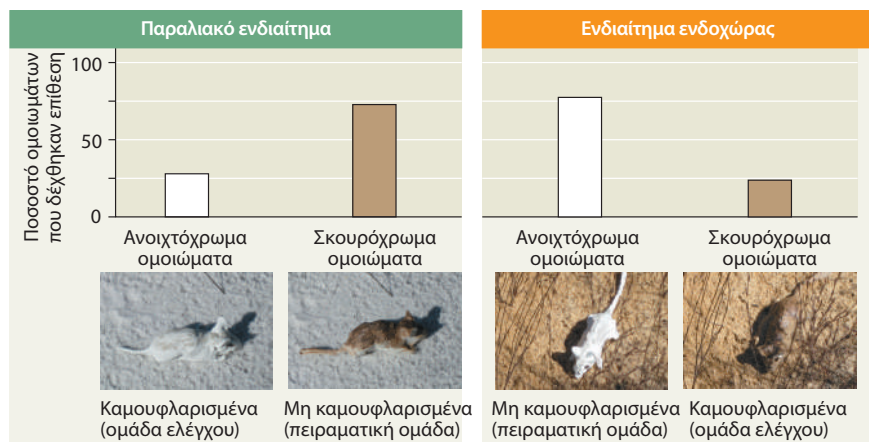 Παραλιακό ενδιαίτημα
Ενδιαίτημα ενδοχώρας
Ποσοστό ομοιωμάτων
που δέχθηκαν επίθεση
100
50
0
Ανοιχτόχρωμα
ομοιώματα
Σκουρόχρωμα
ομοιώματα
Ανοιχτόχρωμα
ομοιώματα
Σκουρόχρωμα
ομοιώματα
Καμουφλαρισμένα
(ομάδα ελέγχου)
Μη καμουφλαρισμένα
(πειραματική ομάδα)
Μη καμουφλαρισμένα
(πειραματική ομάδα)
Καμουφλαρισμένα
(ομάδα ελέγχου)